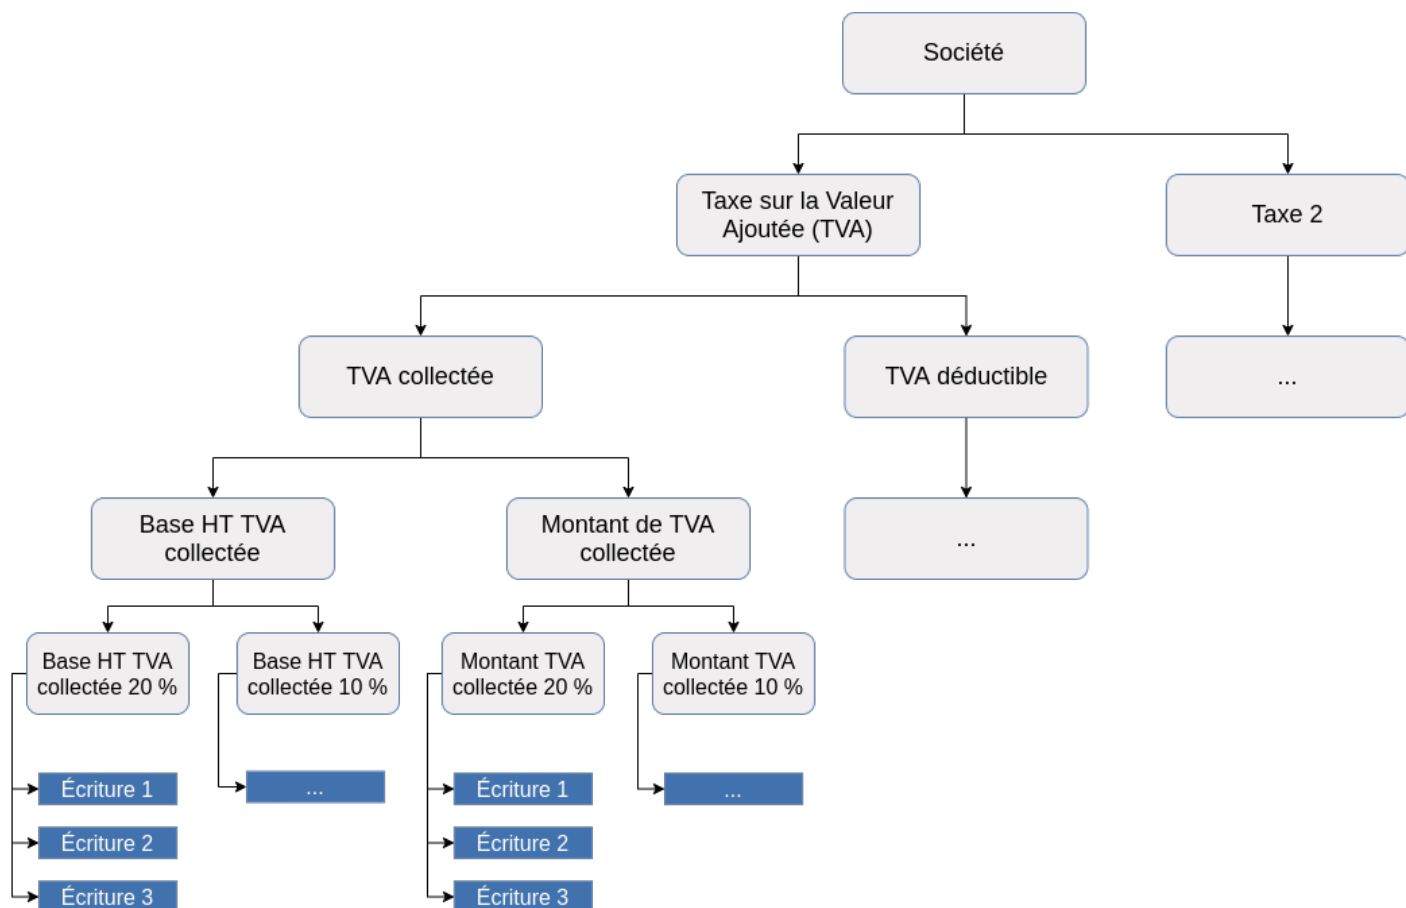 Société
Taxe sur la Valeur
Ajoutée (TVA)
Taxe 2
TVA collectée
TVA déductible
...
Base HT TVA
collectée
Montant de TVA
collectée
...
Base HT TVA
collectée 20 %
Base HT TVA
collectée 10 %
Montant TVA
collectée 20 %
Montant TVA
collectée 10 %
Écriture 1
...
Écriture 1
...
Écriture 2
Écriture 2
Écriture 3
Écriture 3